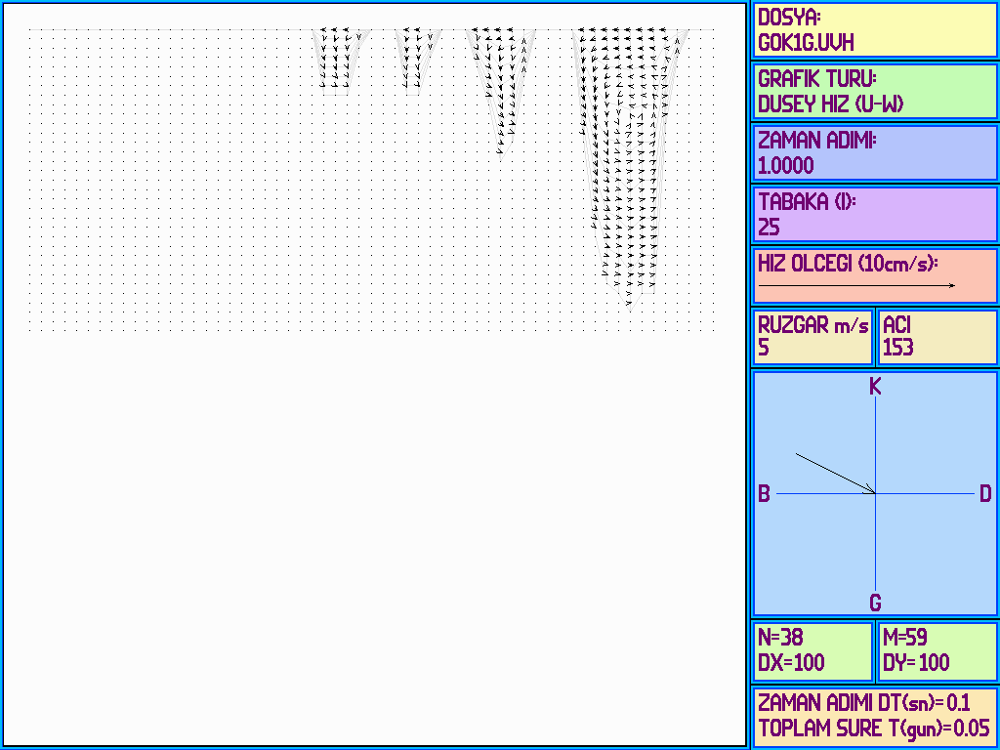 DOSYA:
GOK1G.UVH
GRAFIK TURU:
DUSEY HIZ (U-W)
ZAMAN ADIMI:
1.0000
TABAKA (I):
25
HIZ OLCEGI (10cm/s):
RUZGAR m/s
5
ACI
153
K
B
D
G
N=38
DX=100
M=59
DY=100
ZAMAN ADIMI DT(sn)=0.1
TOPLAM SURE T(gun)=0.05